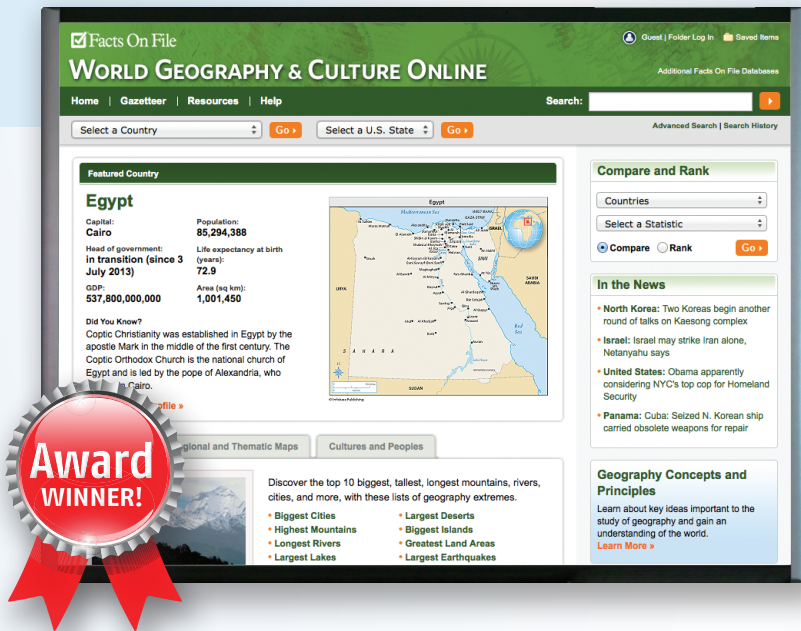 Facts On File
WORLD GEOGRAPHY & CULTURE ONLINE
Guest | Folder Log In Saved Items
Additional Facts On File Databases
Home | Gazetteer | Resources | Help
Search:
Select a Country Go
Select a U.S. State Go
Advanced Search | Search History
Featured Country
Egypt
Capital:
Cairo
Population:
85,294,388
Head of government:
in transition (since 3
July 2013)
Life expectancy at birth
(years):
72.9
GDP:
537,800,000,000
Area (sq km):
1,001,450
Did You Know?
Coptic Christianity was established in Egypt by the
apostle Mark in the middle of the first century. The
Coptic Orthodox Church is the national church of
Egypt and is led by the pope of Alexandria, who
Cairo.
ofile »
Egypt
Mediterranean Sea
ISRAEL
SINAI
SAUDI
ARABIA
LIBYA
Red
Sea
SAHARA
SUDAN
Compare and Rank
Countries
Select a Statistic
Compare Rank Go
In the News
• North Korea: Two Koreas begin another
round of talks on Kaesong complex
• Israel: Israel may strike Iran alone,
Netanyahu says
• United States: Obama apparently
considering NYC's top cop for Homeland
Security
• Panama: Cuba: Seized N. Korean ship
carried obsolete weapons for repair
gional and Thematic Maps
Cultures and Peoples
Discover the top 10 biggest, tallest, longest mountains, rivers,
cities, and more, with these lists of geography extremes.
• Biggest Cities
• Highest Mountains
• Longest Rivers
• Largest Lakes
• Largest Deserts
• Biggest Islands
• Greatest Land Areas
• Largest Earthquakes
Geography Concepts and
Principles
Learn about key ideas important to the
study of geography and gain an
understanding of the world.
Learn More »
Award
WINNER!